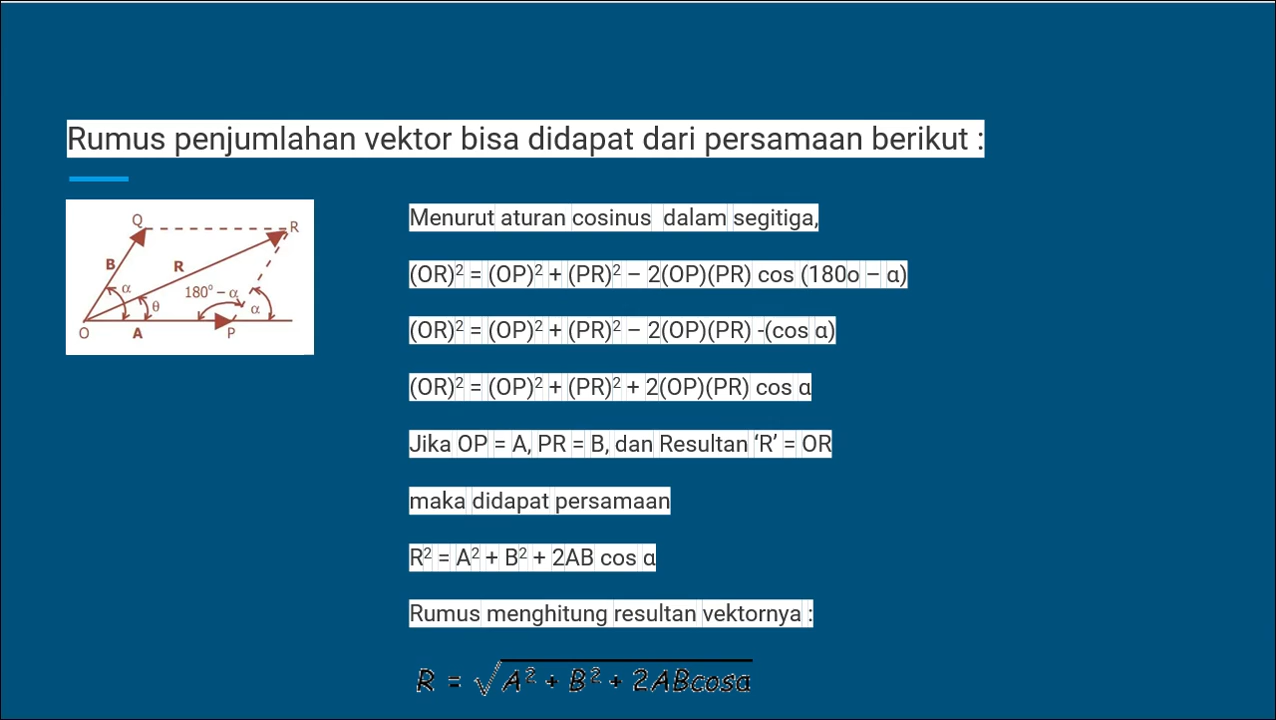 Rumus penjumlahan vektor bisa didapat dari persamaan berikut :
Q
R
B
R
α
θ
180° – α
α
O
A
P
Menurut aturan cosinus dalam segitiga,
(OR)² = (OP)² + (PR)² – 2(OP)(PR) cos (180o – α)
(OR)² = (OP)² + (PR)² – 2(OP)(PR) -(cos α)
(OR)² = (OP)² + (PR)² + 2(OP)(PR) cos α
Jika OP = A, PR = B, dan Resultan ‘R’ = OR
maka didapat persamaan
R² = A² + B² + 2AB cos α
Rumus menghitung resultan vektornya :
R = √A² + B² + 2ABcosα